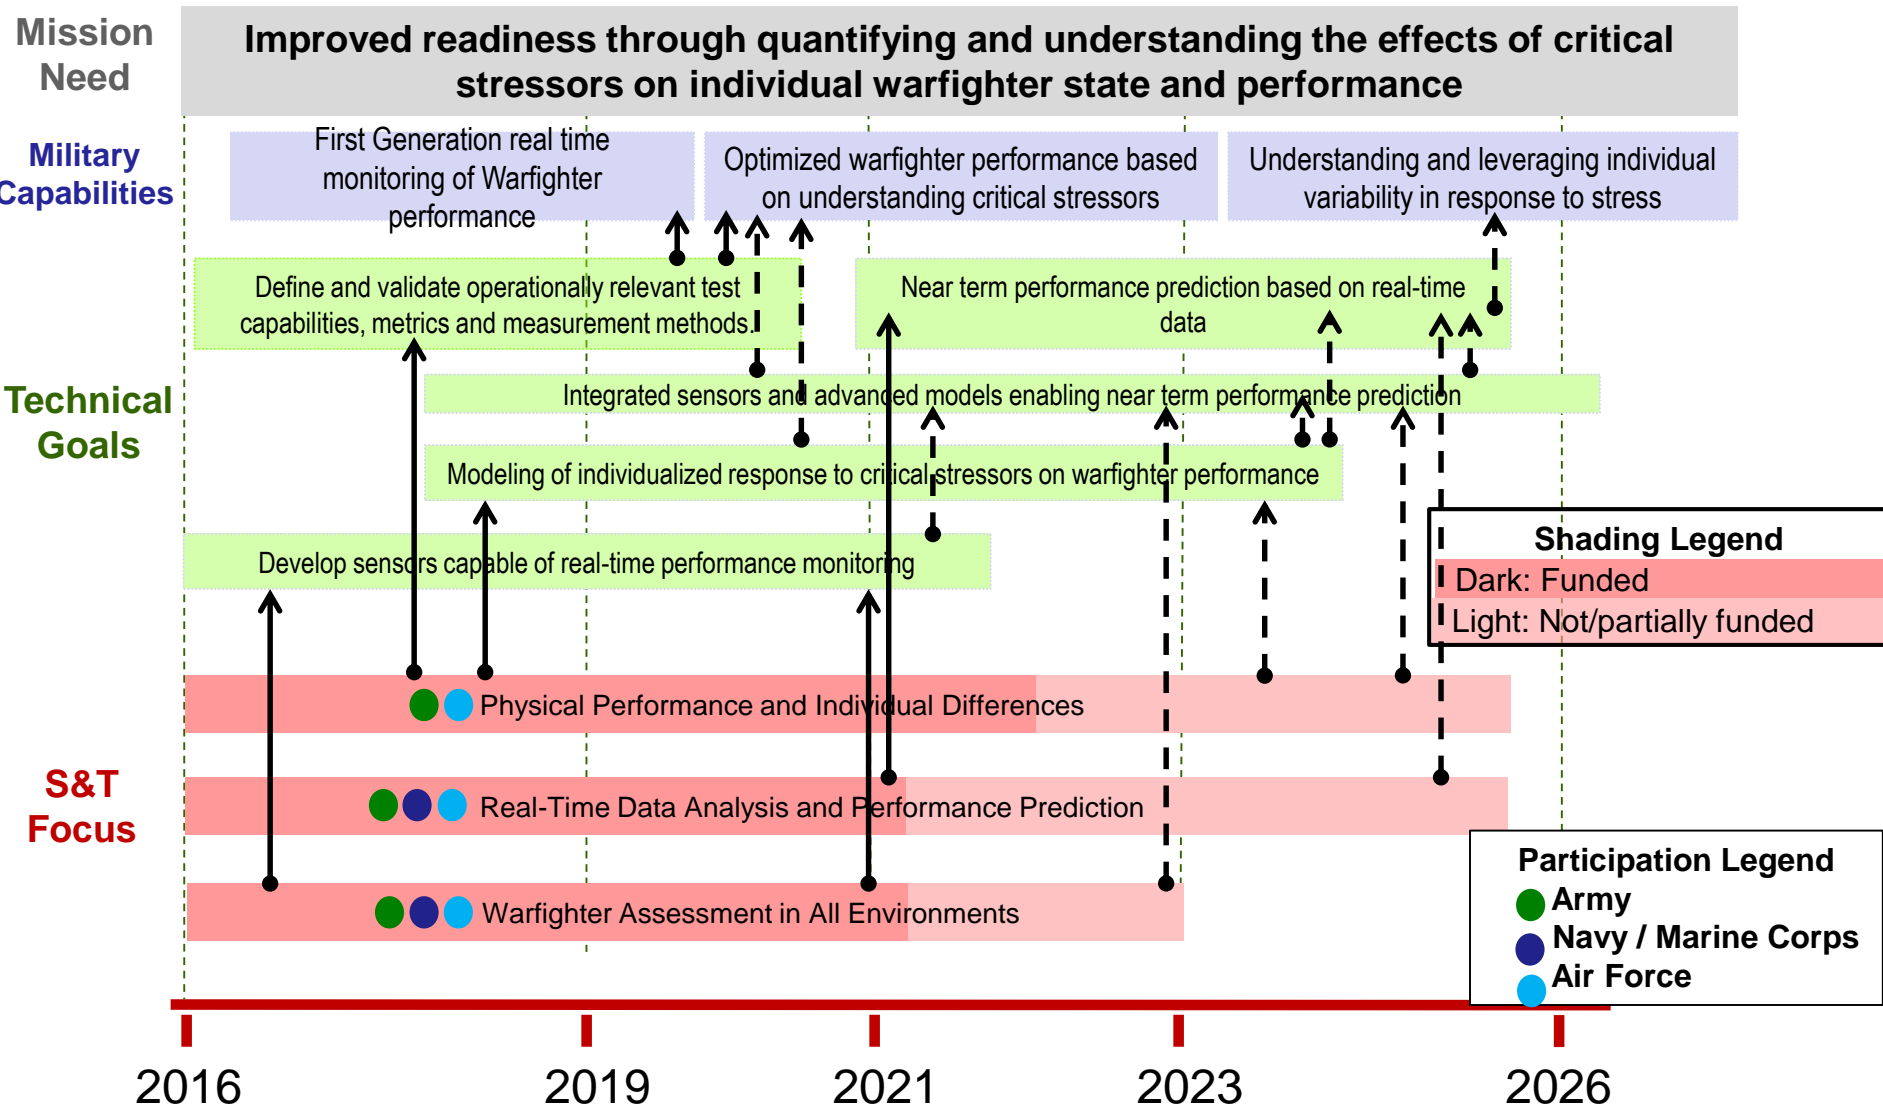 Mission
Need
Improved readiness through quantifying and understanding the effects of critical
stressors on individual warfighter state and performance
Military
Capabilities
First Generation real time
monitoring of Warfighter
performance
Optimized warfighter performance based
on understanding critical stressors
Understanding and leveraging individual
variability in response to stress
Technical
Goals
Define and validate operationally relevant test
capabilities, metrics and measurement methods.
Near term performance prediction based on real-time
data
Integrated sensors and advanced models enabling near term performance prediction
Modeling of individualized response to critical stressors on warfighter performance
Develop sensors capable of real-time performance monitoring
Shading Legend
Dark: Funded
Light: Not/partially funded
S&T
Focus
Physical Performance and Individual Differences
Real-Time Data Analysis and Performance Prediction
Warfighter Assessment in All Environments
Participation Legend
Army
Navy / Marine Corps
Air Force
2016
2019
2021
2023
2026